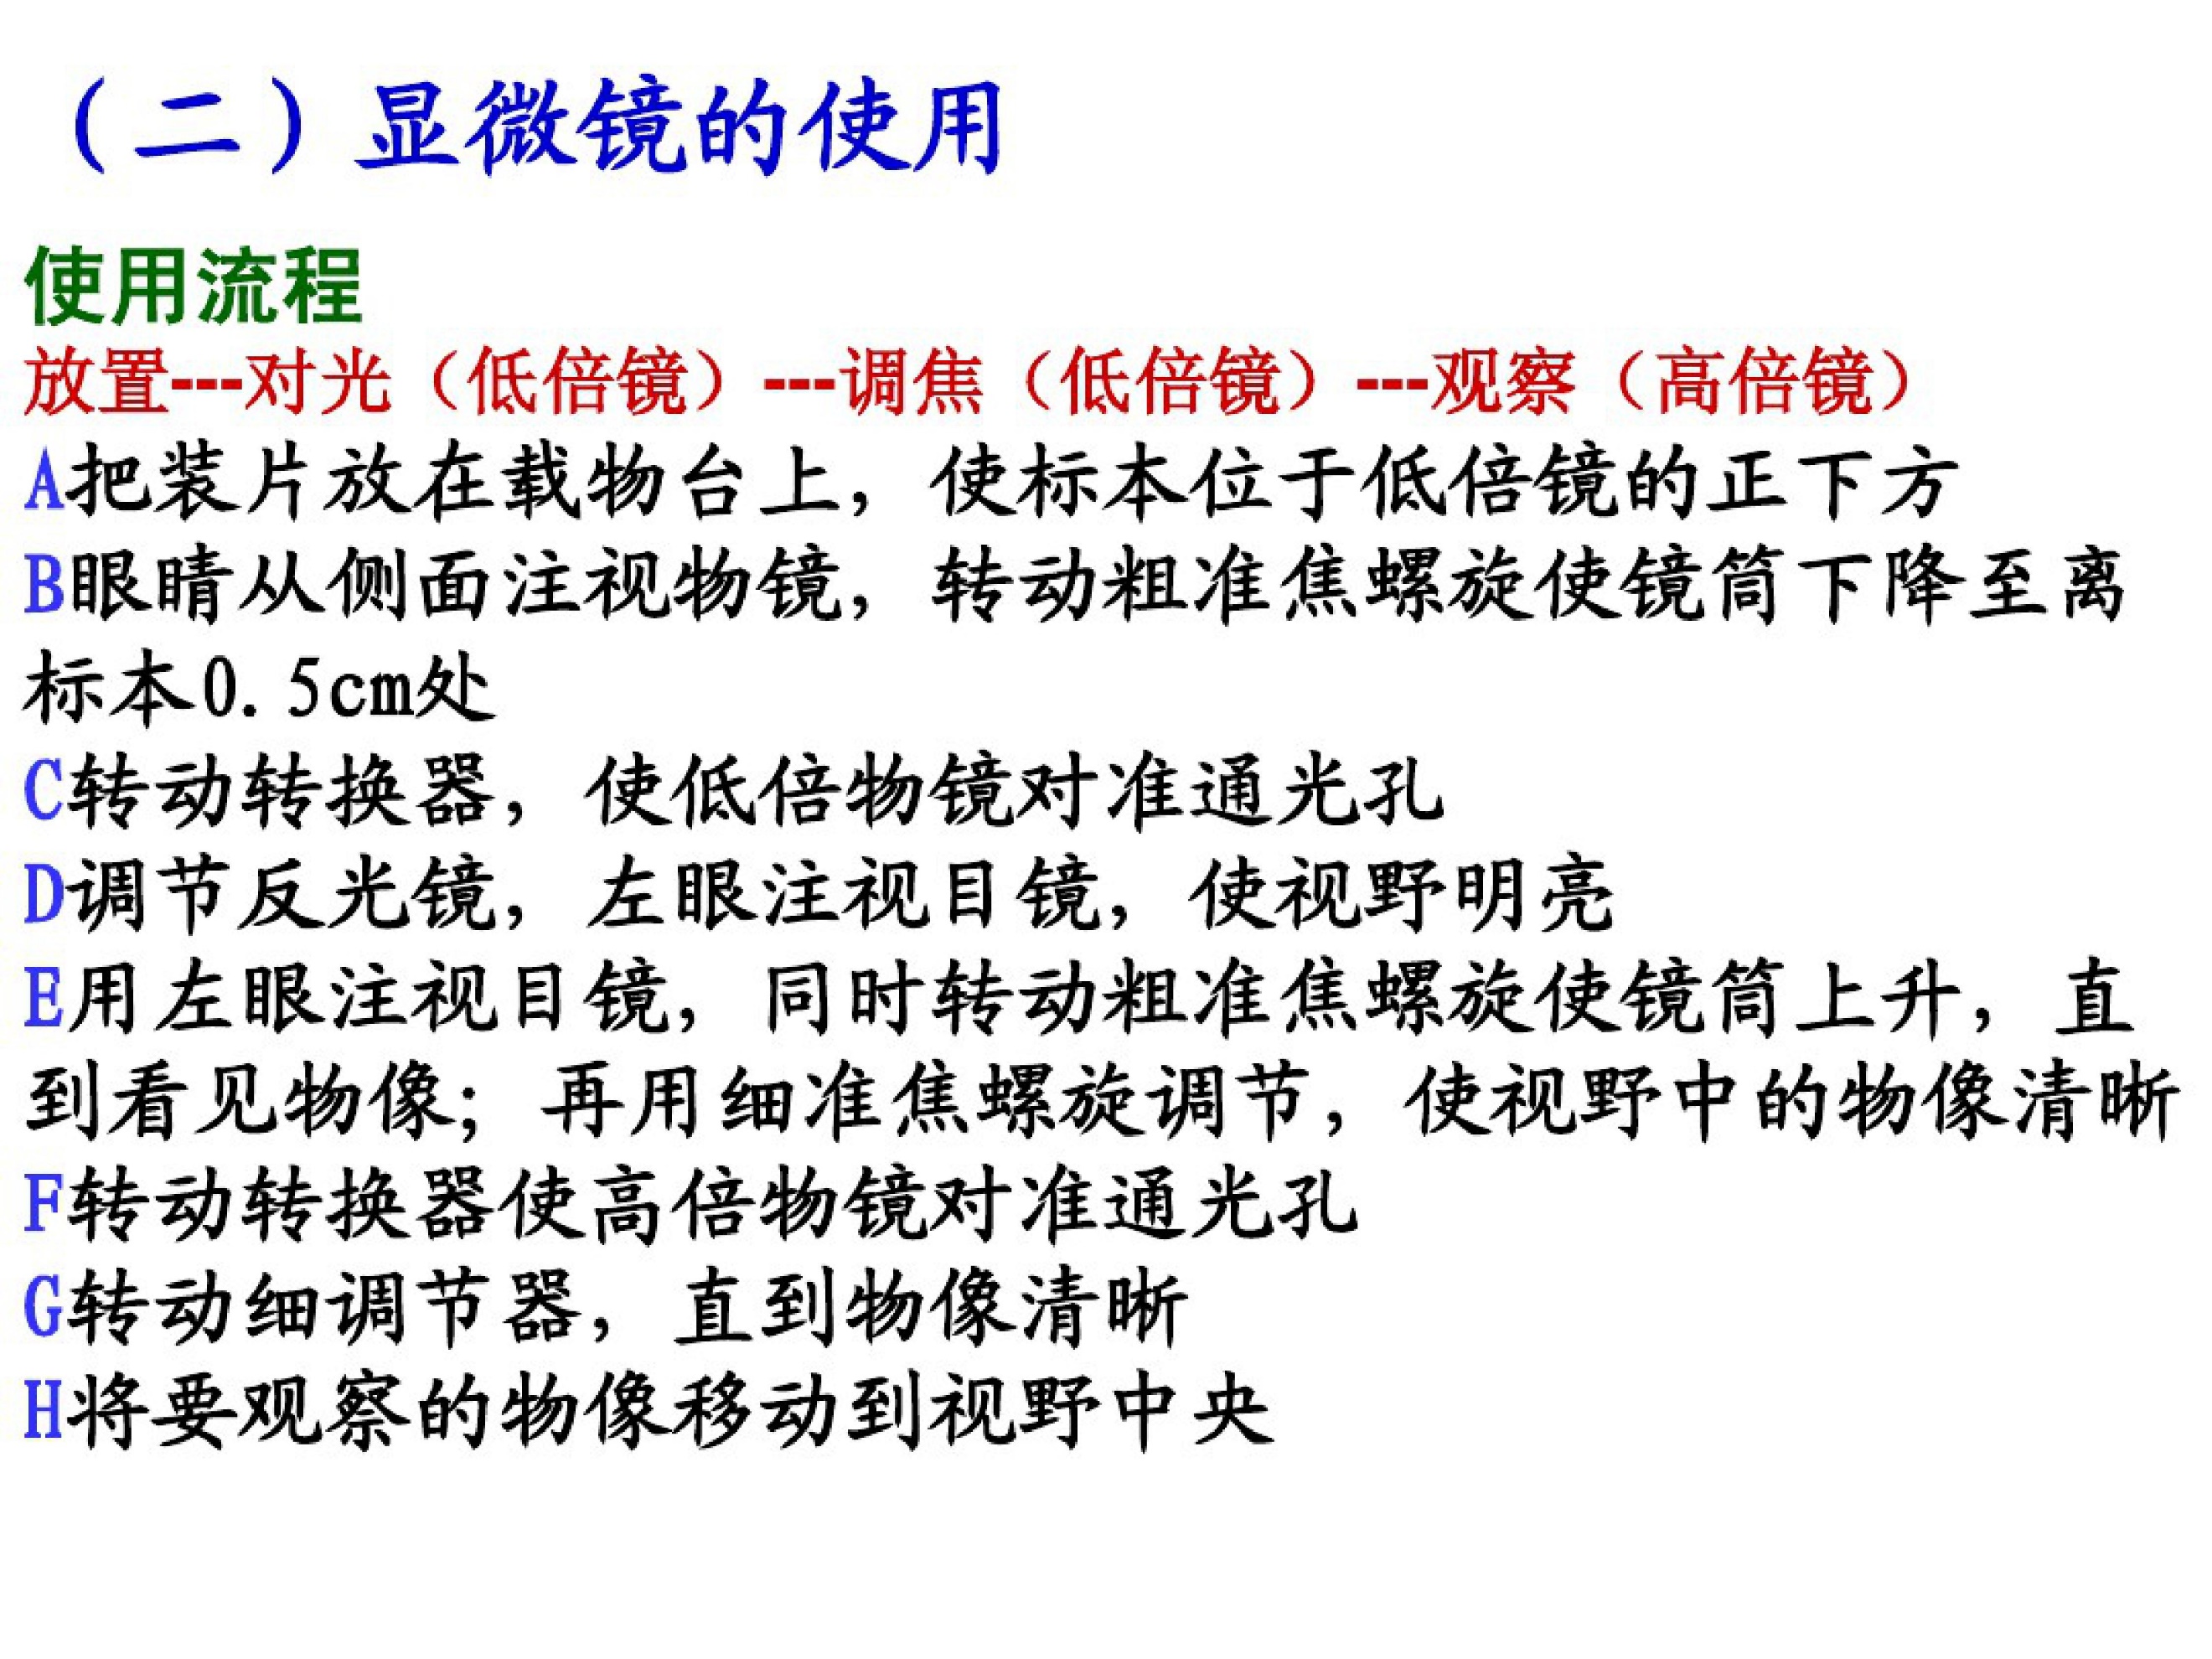 （二）显微镜的使用
使用流程
放置---对光（低倍镜）---调焦（低倍镜）---观察（高倍镜）
A把装片放在载物台上，使标本位于低倍镜的正下方
B眼睛从侧面注视物镜，转动粗准焦螺旋使镜筒下降至离
标本0.5cm处
C转动转换器，使低倍物镜对准通光孔
D调节反光镜，左眼注视目镜，使视野明亮
E用左眼注视目镜，同时转动粗准焦螺旋使镜筒上升，直
到看见物像；再用细准焦螺旋调节，使视野中的物像清晰
F转动转换器使高倍物镜对准通光孔
G转动细调节器，直到物像清晰
H将要观察的物像移动到视野中央